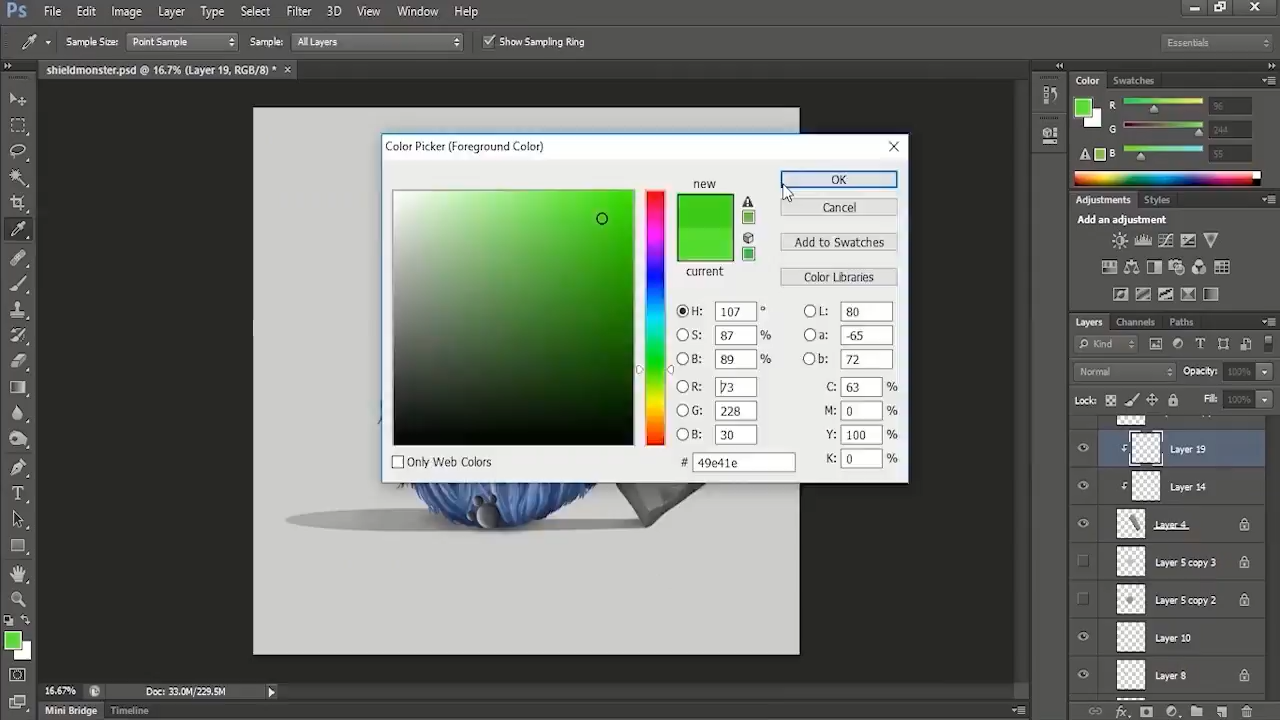 Ps File Edit Image Layer Type Select Filter 3D View Window Help
Sample Size: Point Sample Sample: All Layers Show Sampling Ring Essentials
shieldmonster.psd @ 16.7% (Layer 19, RGB/8) * ×
Color Swatches
R 96
G 244
B 55
Adjustments Styles
Add an adjustment
Layers Channels Paths
Kind
Normal Opacity: 100%
Lock: Fill: 100%
Layer 19
Layer 14
Layer 4
Layer 5 copy 3
Layer 5 copy 2
Layer 10
Layer 8
Color Picker (Foreground Color)
new
current
OK
Cancel
Add to Swatches
Color Libraries
H: 107 °
S: 87 %
B: 89 %
R: 73
G: 228
B: 30
L: 80
a: -65
b: 72
C: 63 %
M: 0 %
Y: 100 %
K: 0 %
Only Web Colors
# 49e41e
16.67% Doc: 33.0M/229.5M
Mini Bridge Timeline